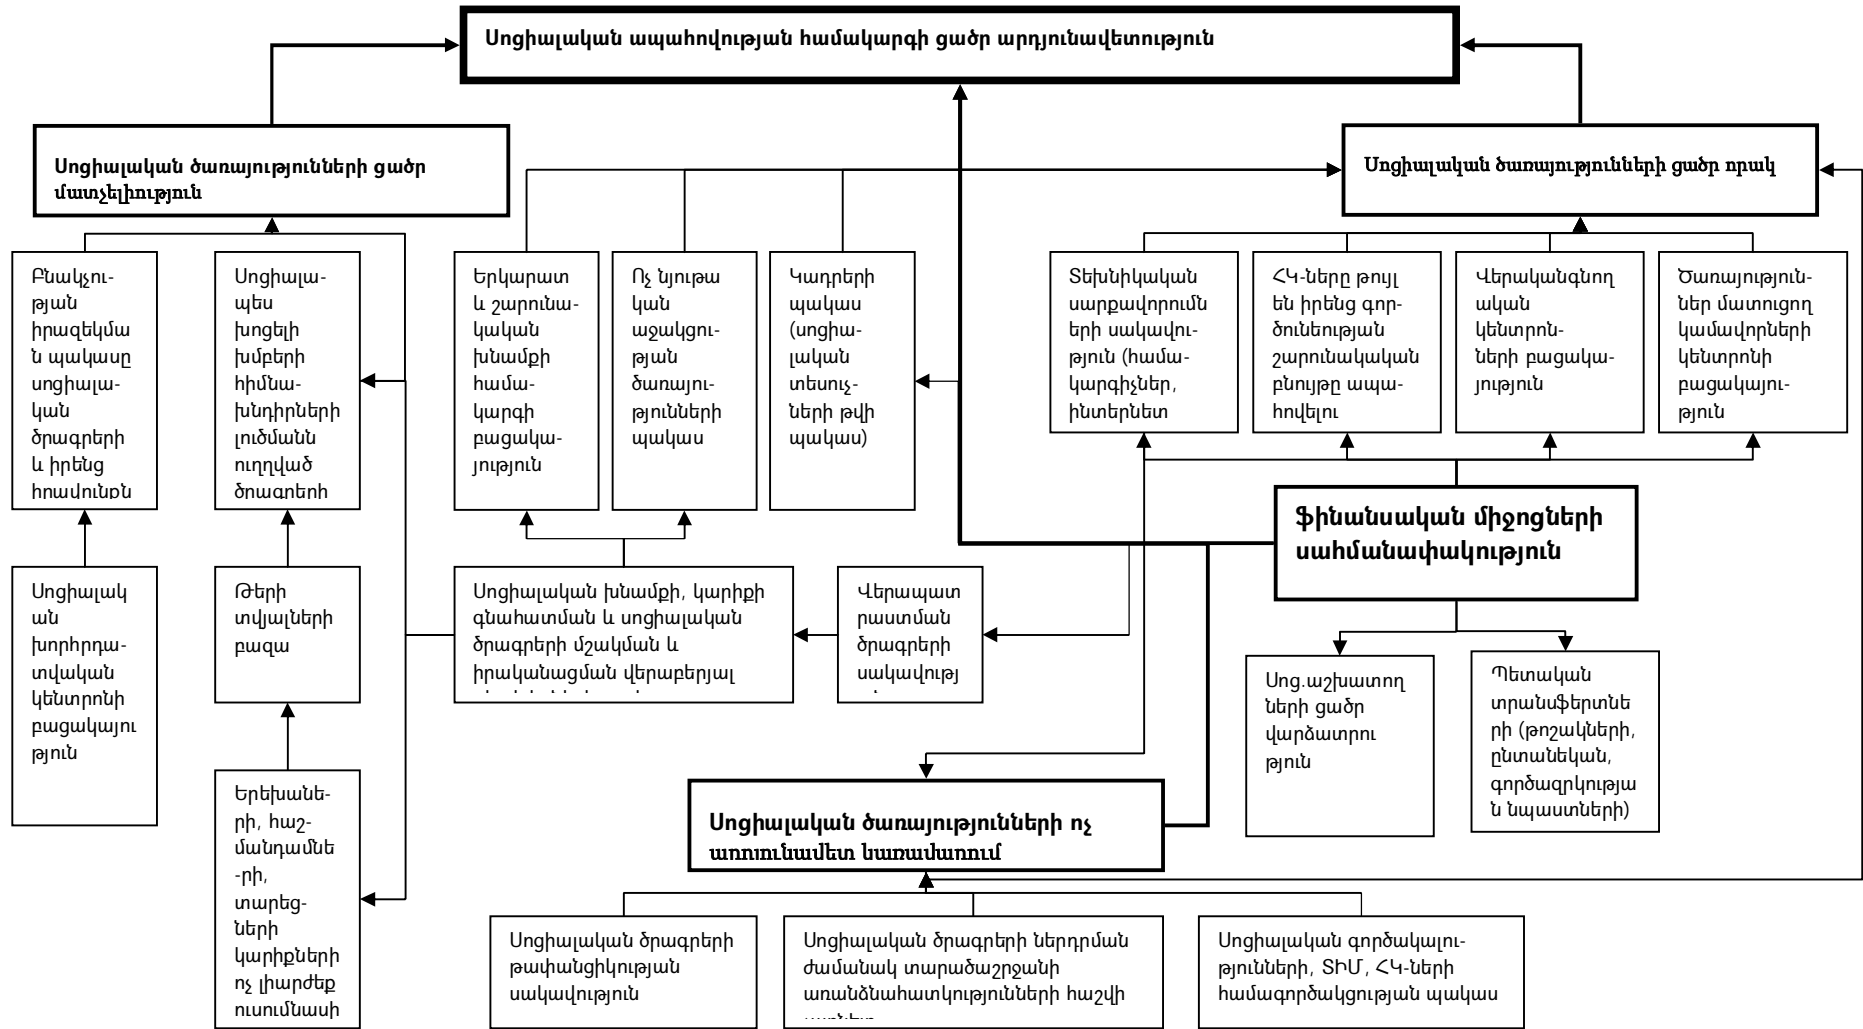 Սոցիալական ապահովության համակարգի ցածր արդյունավետություն
Սոցիալական ծառայությունների ցածր
մատչելիություն
Սոցիալական ծառայությունների ցածր որակ
Բնակչու-
թյան
իրազեկմա
ն պակասը
սոցիալա-
կան
ծրագրերի
և իրենց
իրավունքն
Սոցիալա-
պես
խոցելի
խմբերի
հիմնա-
խնդիրների
լուծմանն
ուղղված
ծրագրերի
Երկարատ
և շարունա-
կական
խնամքի
համա-
կարգի
բացակա-
յություն
Ոչ նյութա
կան
աջակցու-
թյան
ծառայու-
թյունների
պակաս
Կադրերի
պակաս
(սոցիա-
լական
տեսուչ-
ների թվի
պակաս)
Տեխնիկական
սարքավորումն
երի սակավու-
թյուն (համա-
կարգիչներ,
ինտերնետ
ՀԿ-ները թույլ
են իրենց գոր-
ծունեության
շարունակական
բնույթը ապա-
հովելու
Վերականգնող
ական
կենտրոն-
ների բացակա-
յություն
Ծառայություն-
ներ մատուցող
կամավորների
կենտրոնի
բացակայու-
թյուն
Ֆինանսական միջոցների
սահմանափակություն
Սոցիալակ
ան
խորհրդա-
տվական
կենտրոնի
բացակայու
թյուն
Թերի
տվյալների
բազա
Սոցիալական խնամքի, կարիքի
գնահատման և սոցիալական
ծրագրերի մշակման և
իրականացման վերաբերյալ
Վերապատ
րաստման
ծրագրերի
սակավությ
Սոց.աշխատող
ների ցածր
վարձատրու
թյուն
Պետական
տրանսֆերտնե
րի (թոշակների,
ընտանեկան,
գործազրկությա
ն նպաստների)
Երեխանե-
րի, հաշ-
մանդամնե
-րի,
տարեց-
ների
կարիքների
ոչ լիարժեք
ուսումնասի
Սոցիալական ծառայությունների ոչ
արդյունավետ կառավարում
Սոցիալական ծրագրերի
թափանցիկության
սակավություն
Սոցիալական ծրագրերի ներդրման
ժամանակ տարածաշրջանի
առանձնահատկությունների հաշվի
Սոցիալական գործակալու-
թյունների, ՏԻՄ, ՀԿ-ների
համագործակցության պակաս